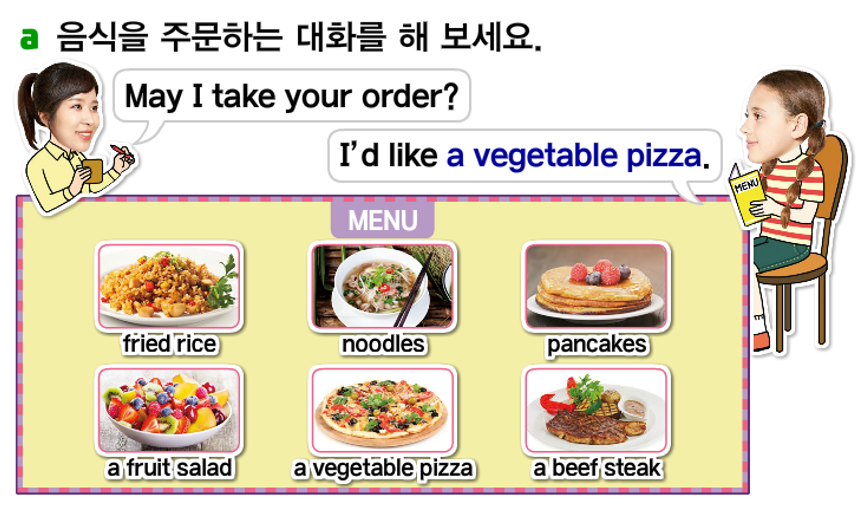 a 음식을 주문하는 대화를 해 보세요.
May I take your order?
I'd like a vegetable pizza.
MENU
MENU
fried rice
noodles
pancakes
a fruit salad
a vegetable pizza
a beef steak